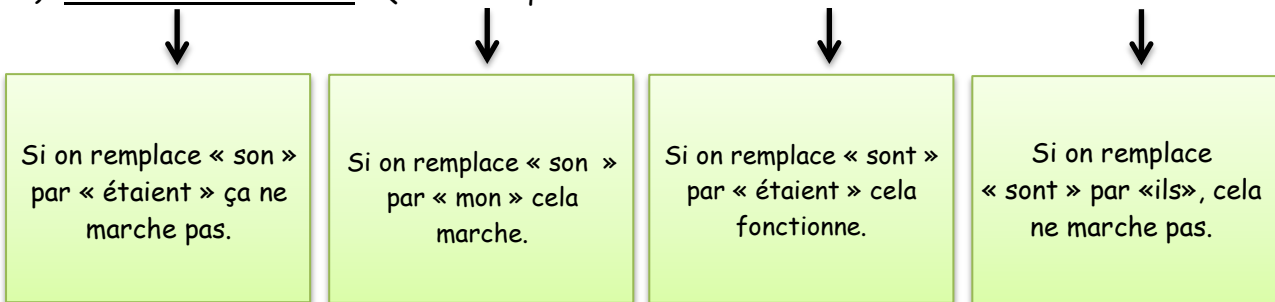 Si on remplace « son »
par « étaient » ça ne
marche pas.
Si on remplace « son »
par « mon » cela
marche.
Si on remplace « sont »
par « étaient » cela
fonctionne.
Si on remplace
« sont » par «ils», cela
ne marche pas.